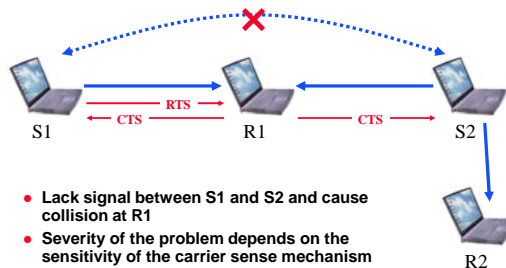 RTS
CTS
CTS
S1
R1
S2
● Lack signal between S1 and S2 and cause
collision at R1
● Severity of the problem depends on the
sensitivity of the carrier sense mechanism
R2